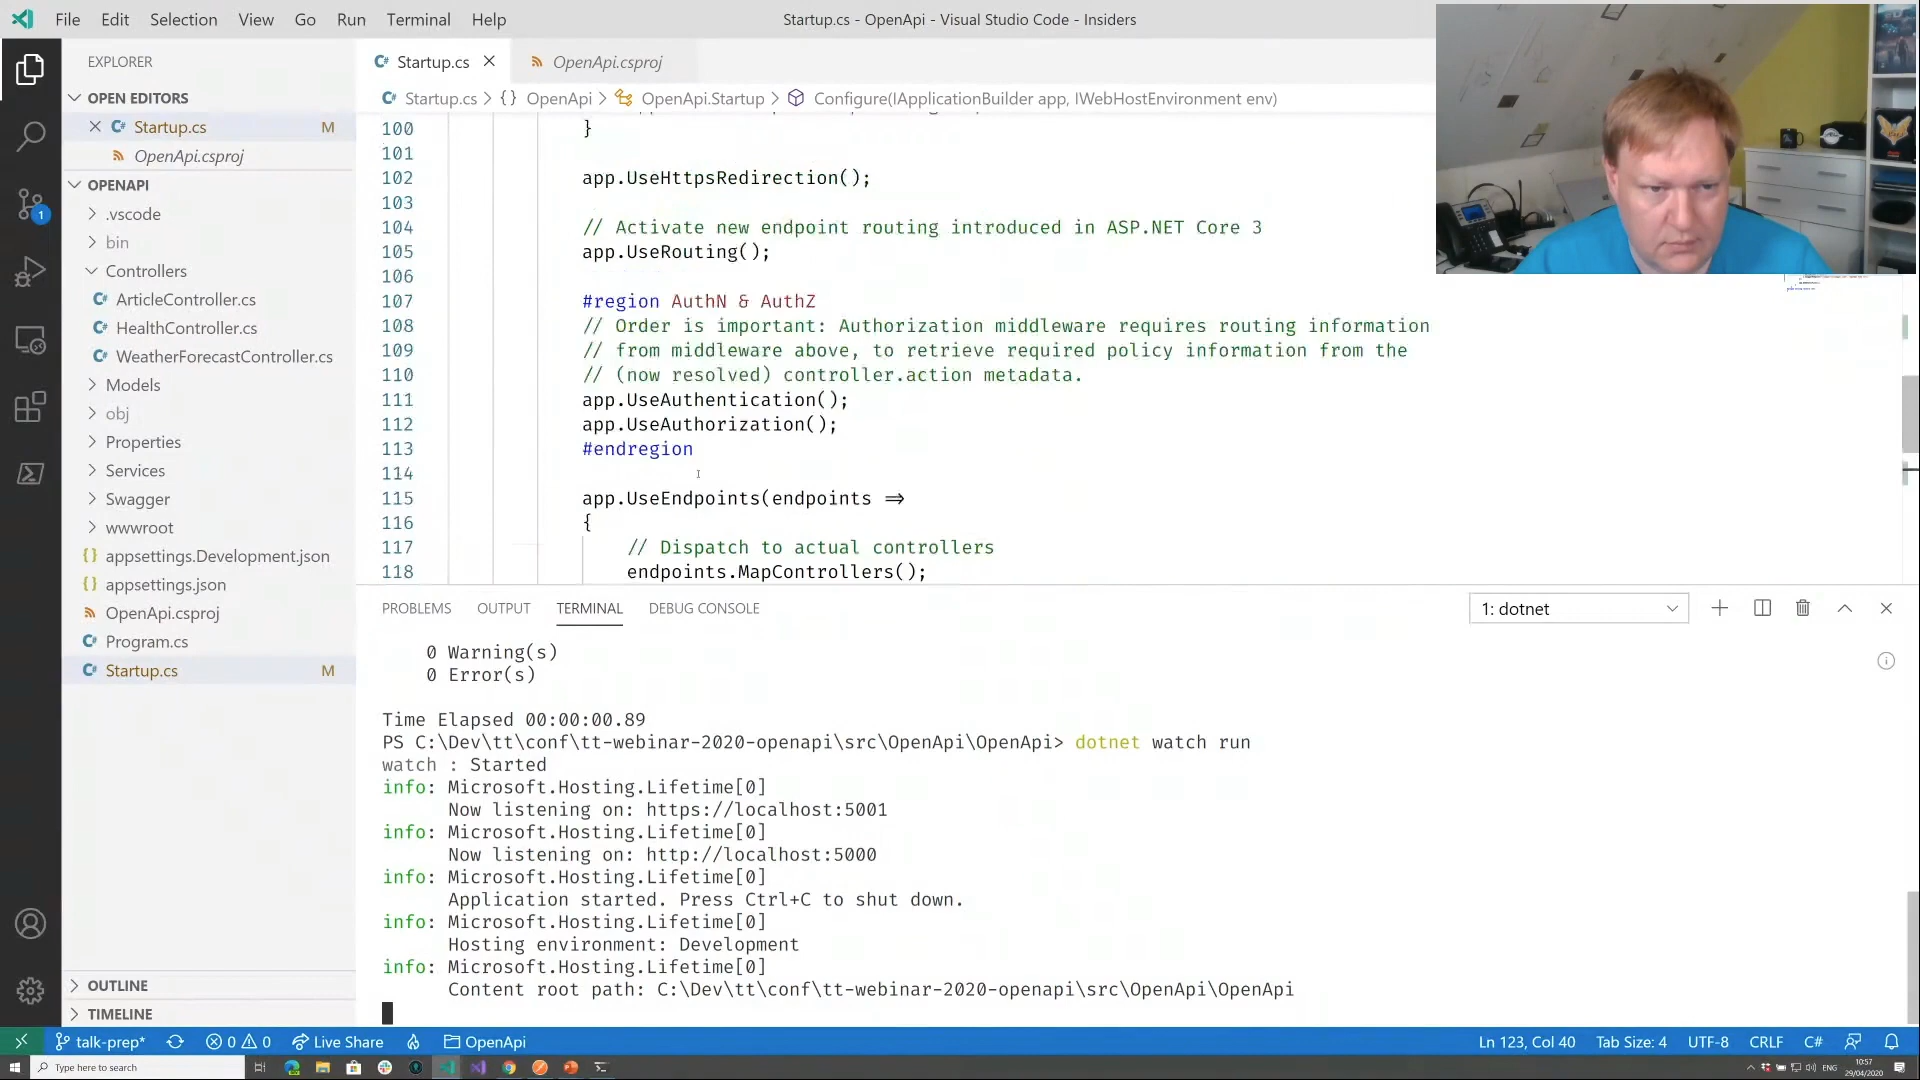 File Edit Selection View Go Run Terminal Help
Startup.cs - OpenApi - Visual Studio Code - Insiders
EXPLORER
OPEN EDITORS
Startup.cs M
OpenApi.csproj
OPENAPI
.vscode
bin
Controllers
ArticleController.cs
HealthController.cs
WeatherForecastController.cs
Models
obj
Properties
Services
Swagger
wwwroot
appsettings.Development.json
appsettings.json
OpenApi.csproj
Program.cs
Startup.cs M
OUTLINE
TIMELINE
1
Startup.cs
OpenApi.csproj
Startup.cs > {} OpenApi > OpenApi.Startup > Configure(IApplicationBuilder app, IWebHostEnvironment env)
100 }
101
102 app.UseHttpsRedirection();
103
104 // Activate new endpoint routing introduced in ASP.NET Core 3
105 app.UseRouting();
106
107 #region AuthN & AuthZ
108 // Order is important: Authorization middleware requires routing information
109 // from middleware above, to retrieve required policy information from the
110 // (now resolved) controller.action metadata.
111 app.UseAuthentication();
112 app.UseAuthorization();
113 #endregion
114
115 app.UseEndpoints(endpoints =>
116 {
117 // Dispatch to actual controllers
118 endpoints.MapControllers();
PROBLEMS OUTPUT TERMINAL DEBUG CONSOLE
1: dotnet
0 Warning(s)
0 Error(s)
Time Elapsed 00:00:00.89
PS C:\Dev\tt\conf\tt-webinar-2020-openapi\src\OpenApi\OpenApi> dotnet watch run
watch : Started
info: Microsoft.Hosting.Lifetime[0]
Now listening on: https://localhost:5001
info: Microsoft.Hosting.Lifetime[0]
Now listening on: http://localhost:5000
info: Microsoft.Hosting.Lifetime[0]
Application started. Press Ctrl+C to shut down.
info: Microsoft.Hosting.Lifetime[0]
Hosting environment: Development
info: Microsoft.Hosting.Lifetime[0]
Content root path: C:\Dev\tt\conf\tt-webinar-2020-openapi\src\OpenApi\OpenApi
talk-prep* 0 0 Live Share OpenApi
Ln 123, Col 40 Tab Size: 4 UTF-8 CRLF C#
Type here to search
ENG
10:57
29/04/2020